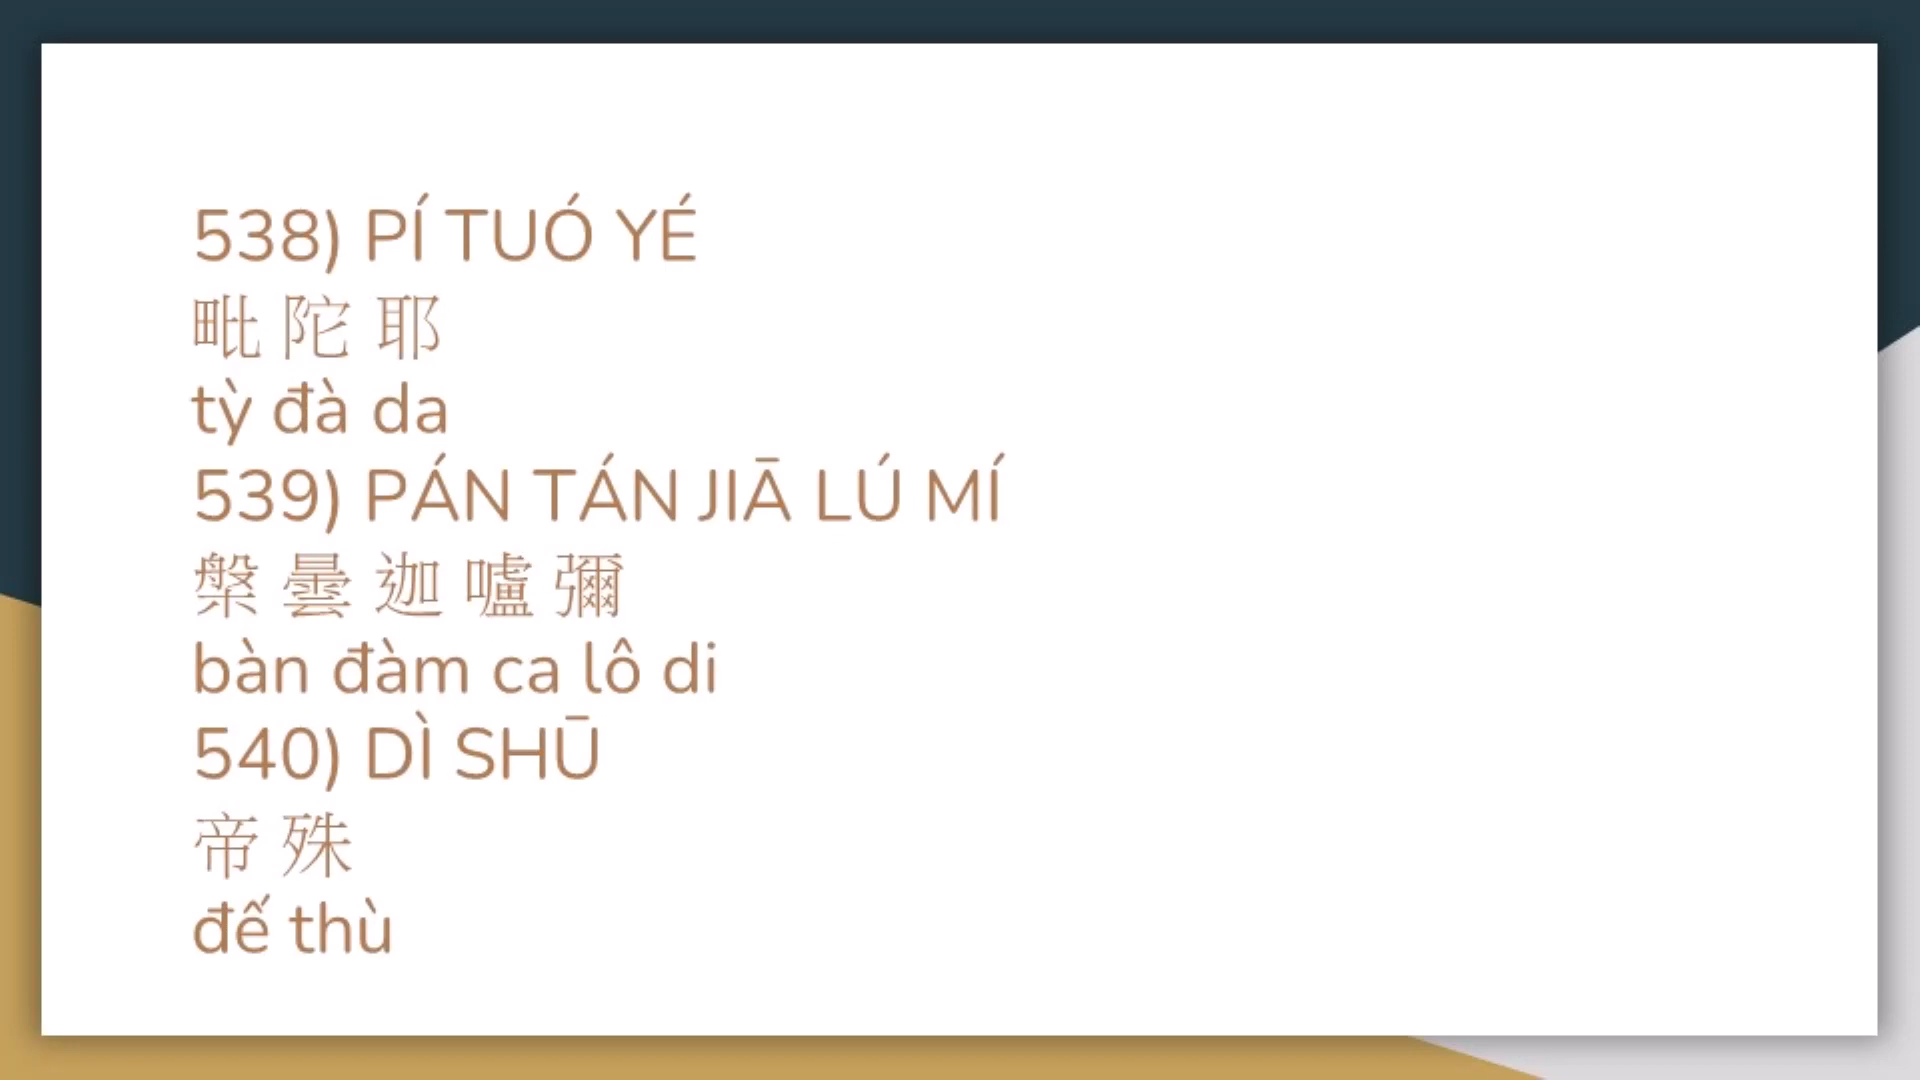 538) PÍ TUÓ YÉ
毗 陀 耶
tỳ đà da
539) PÁN TÁN JIĀ LÚ MÍ
槃 曇 迦 嚧 彌
bàn đàm ca lô di
540) DÌ SHŪ
帝 殊
đế thù